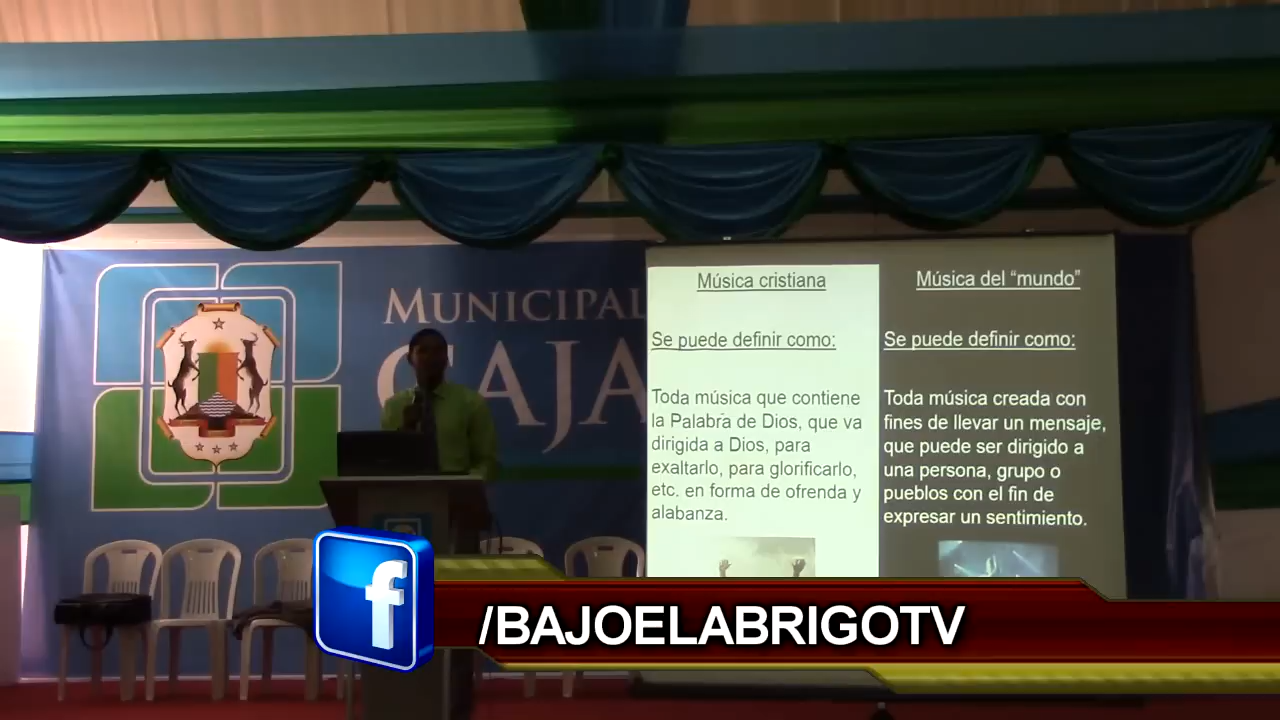 MUNICIPAL
CAJA
Música cristiana
Se puede definir como:
Toda música que contiene
la Palabra de Dios, que va
dirigida a Dios, para
exaltarlo, para glorificarlo,
etc. en forma de ofrenda y
alabanza.
Música del “mundo”
Se puede definir como:
Toda música creada con
fines de llevar un mensaje,
que puede ser dirigido a
una persona, grupo o
pueblos con el fin de
expresar un sentimiento.
f
/BAJOELABRIGOTV